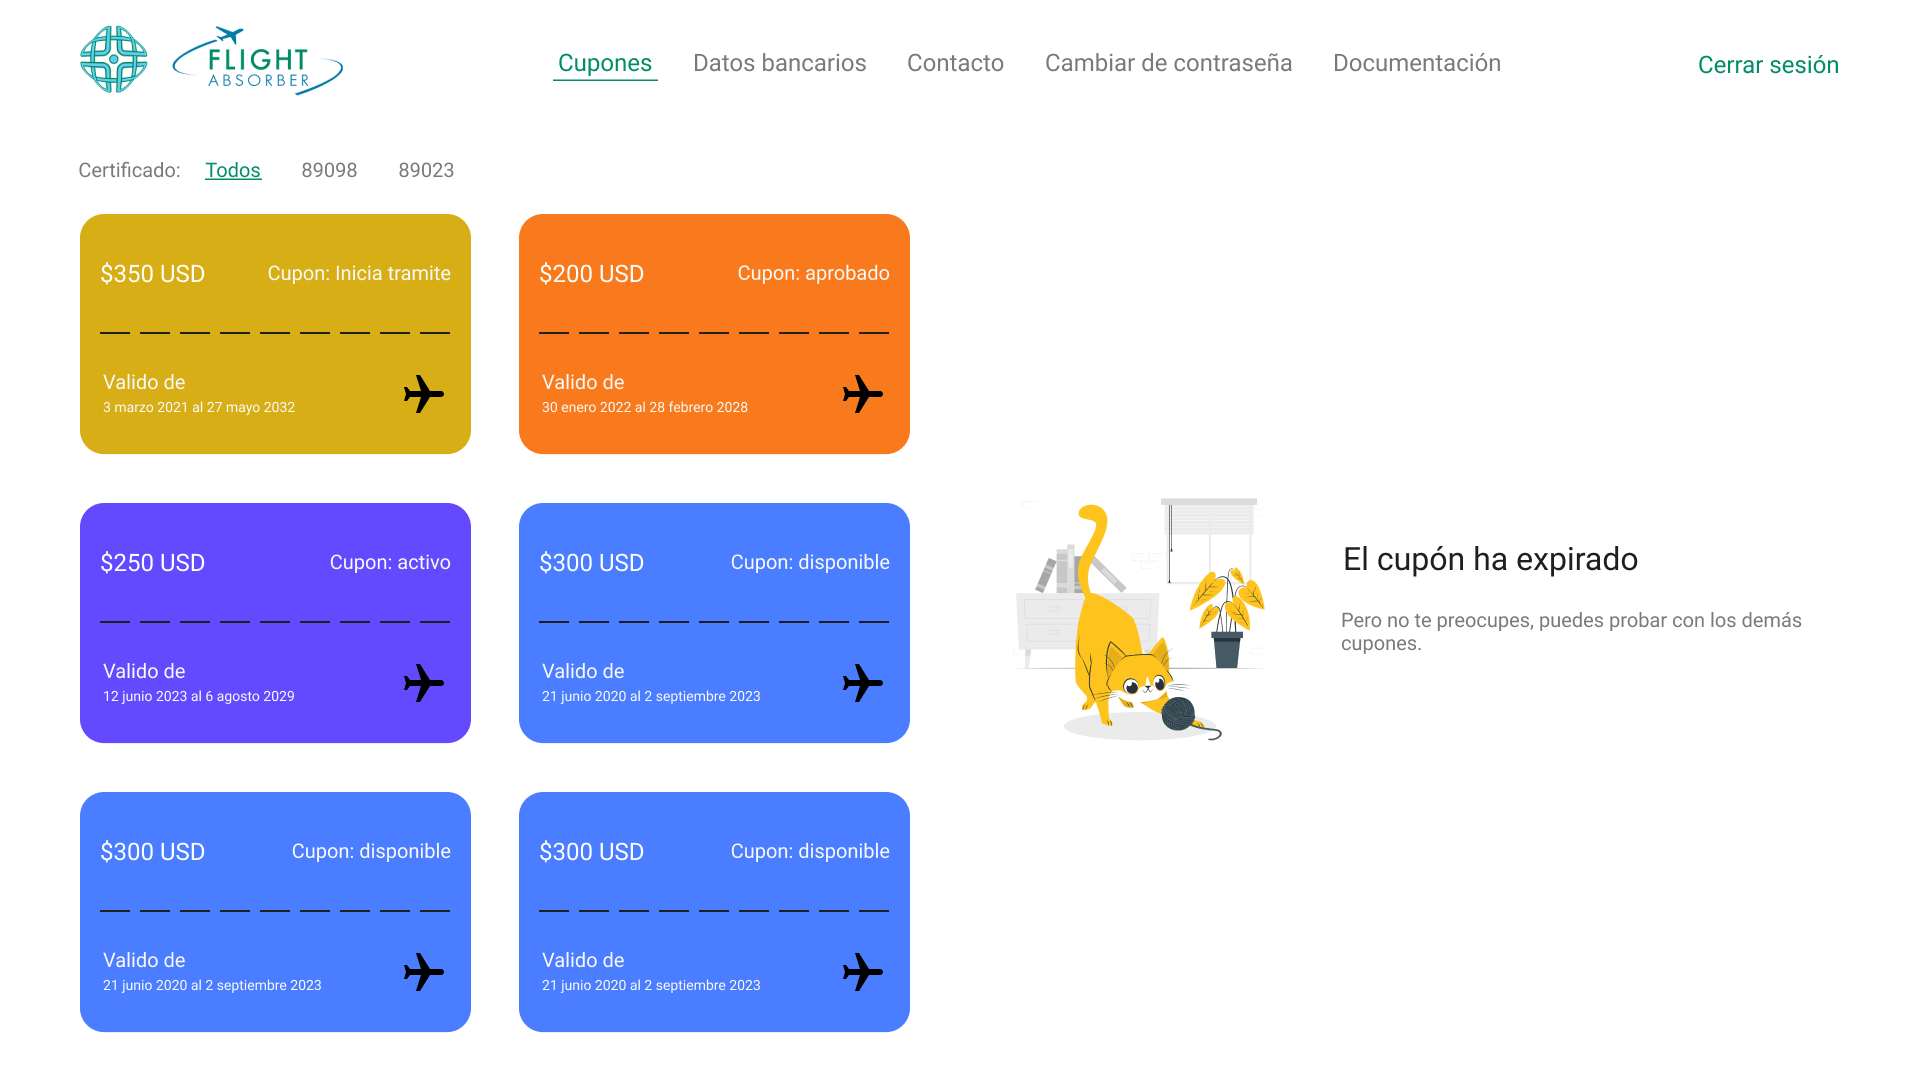 FLIGHT
ABSORBER
Cupones
Datos bancarios
Contacto
Cambiar de contraseña
Documentación
Cerrar sesión
Certificado:
Todos
89098
89023
$350 USD
Cupon: Inicia tramite
Valido de
3 marzo 2021 al 27 mayo 2032
$200 USD
Cupon: aprobado
Valido de
30 enero 2022 al 28 febrero 2028
$250 USD
Cupon: activo
Valido de
12 junio 2023 al 6 agosto 2029
$300 USD
Cupon: disponible
Valido de
21 junio 2020 al 2 septiembre 2023
$300 USD
Cupon: disponible
Valido de
21 junio 2020 al 2 septiembre 2023
$300 USD
Cupon: disponible
Valido de
21 junio 2020 al 2 septiembre 2023
El cupón ha expirado
Pero no te preocupes, puedes probar con los demás
cupones.